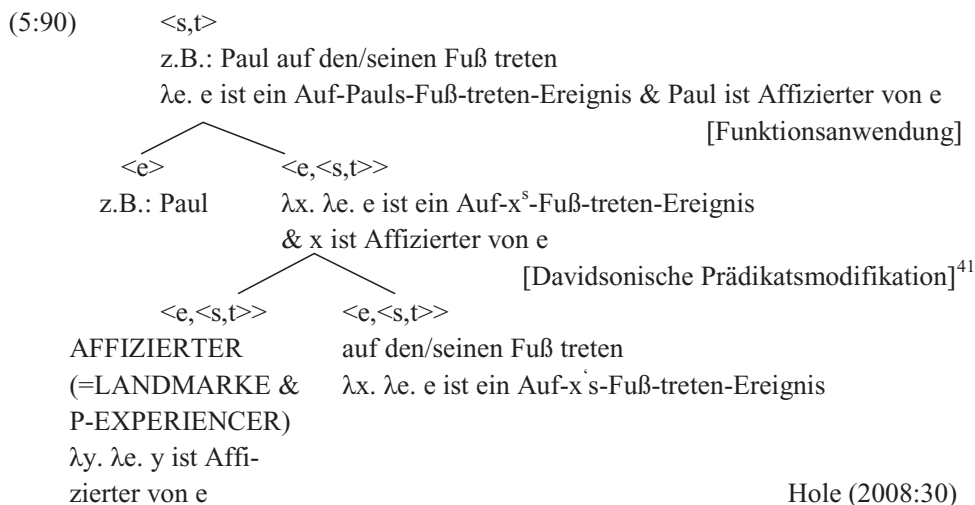 (5:90) <s,t>
z.B.: Paul auf den/seinen Fuß treten
λe. e ist ein Auf-Pauls-Fuß-treten-Ereignis & Paul ist Affizierter von e
[Funktionsanwendung]
<e> <e,<s,t>>
z.B.: Paul λx. λe. e ist ein Auf-xˢ-Fuß-treten-Ereignis
& x ist Affizierter von e
[Davidsonische Prädikatsmodifikation]⁴¹
<e,<s,t>> <e,<s,t>>
AFFIZIERTER auf den/seinen Fuß treten
(=LANDMARKE & λx. λe. e ist ein Auf-x‘s-Fuß-treten-Ereignis
P-EXPERIENCER)
λy. λe. y ist Affi-
zierter von e Hole (2008:30)